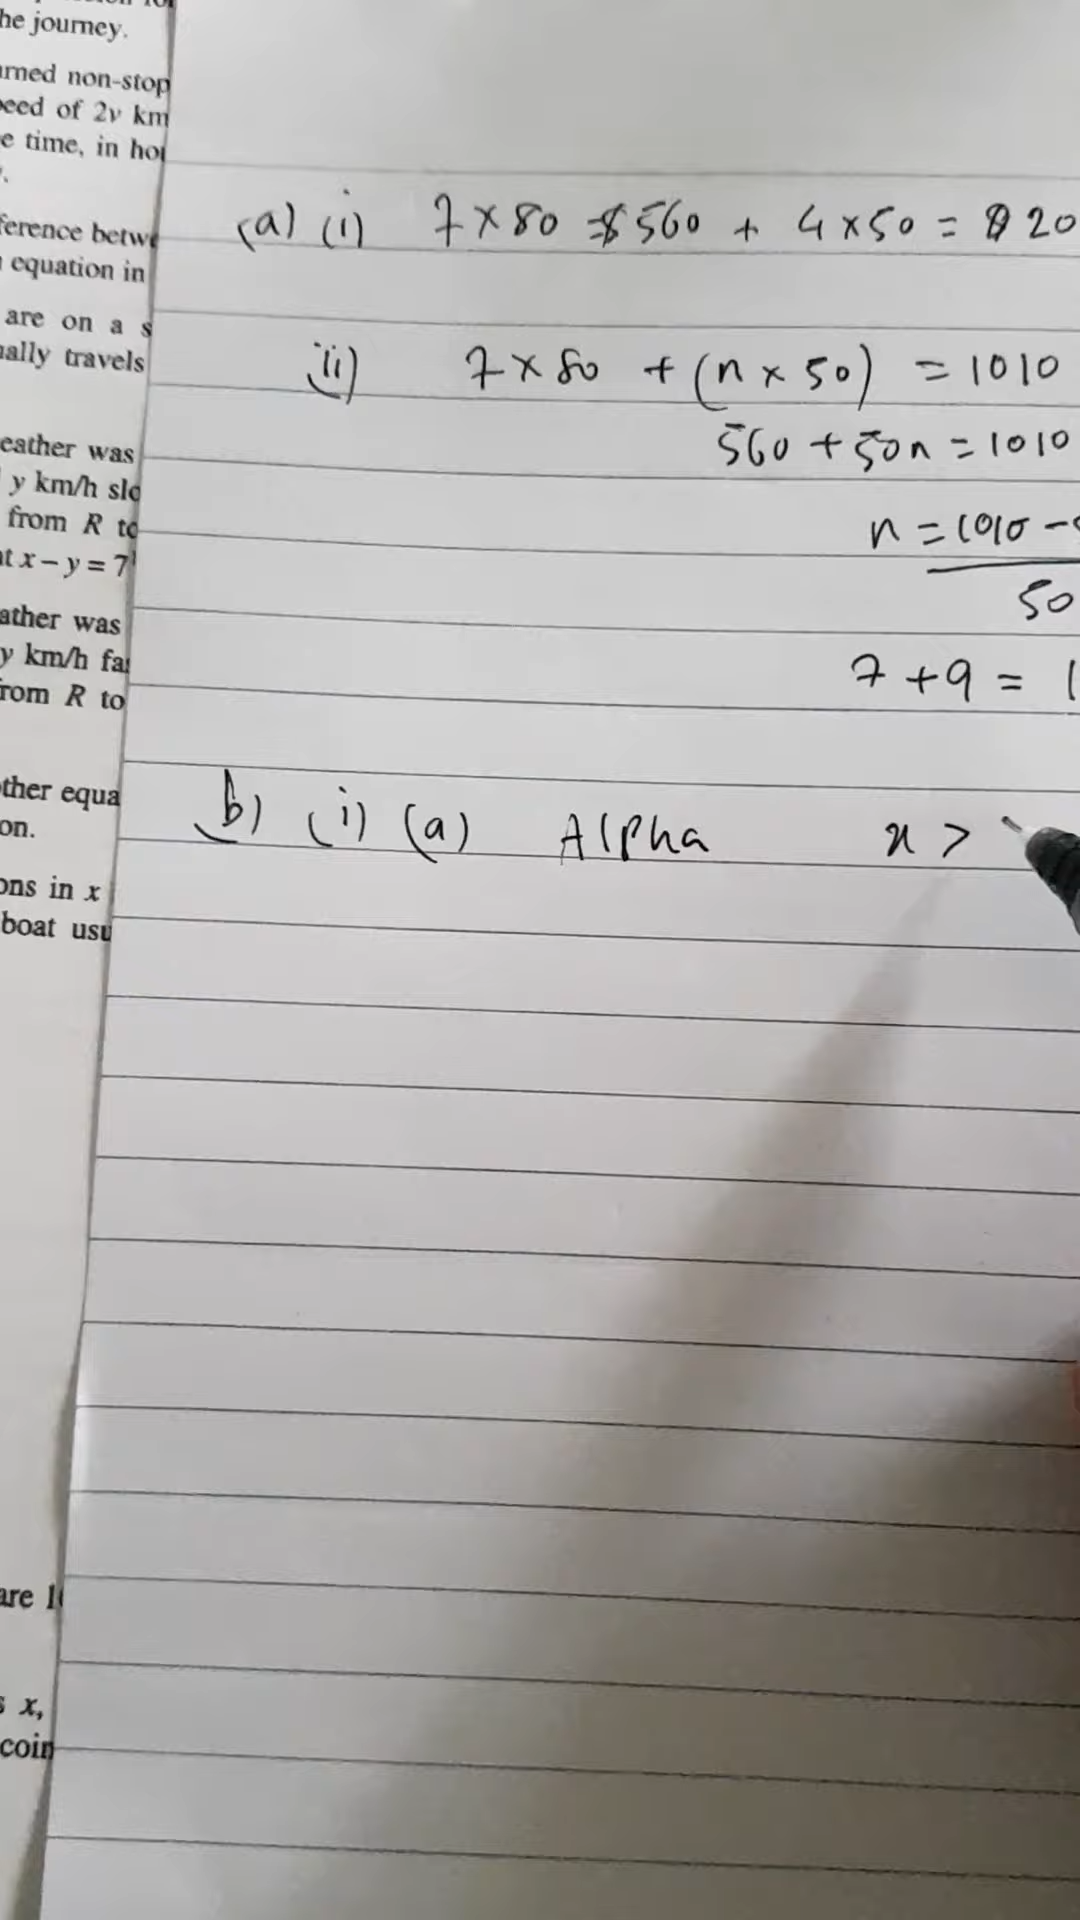 he journey.
rned non-stop
eed of 2v km
e time, in ho
ference betw
equation in
are on a s
ally travels
eather was
y km/h slo
from R to
t x – y = 7
ather was
y km/h fa
rom R to
ther equa
on.
ons in x
boat usu
are 1
s x,
coin
(a) (i) 7 x 80 = $560 + 4 x 50 = 20
ii) 7 x 80 + (n x 50) = 1010
560 + 50n = 1010
n = 1010 -
50
7 + 9 = 1
b) (i) (a) Alpha x >